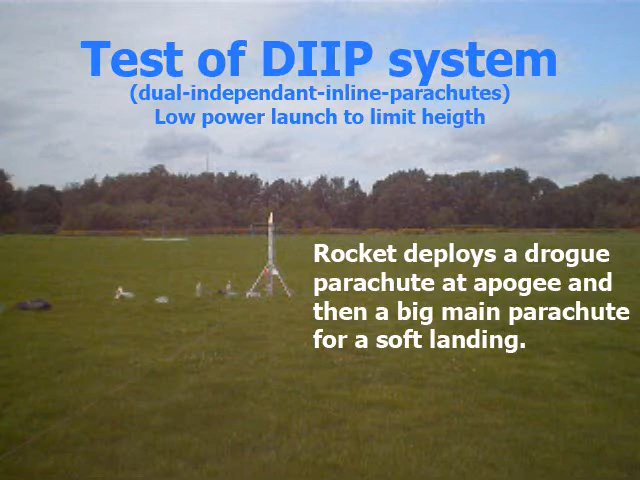 Test of DIIP system
(dual-independant-inline-parachutes)
Low power launch to limit heigth
Rocket deploys a drogue
parachute at apogee and
then a big main parachute
for a soft landing.